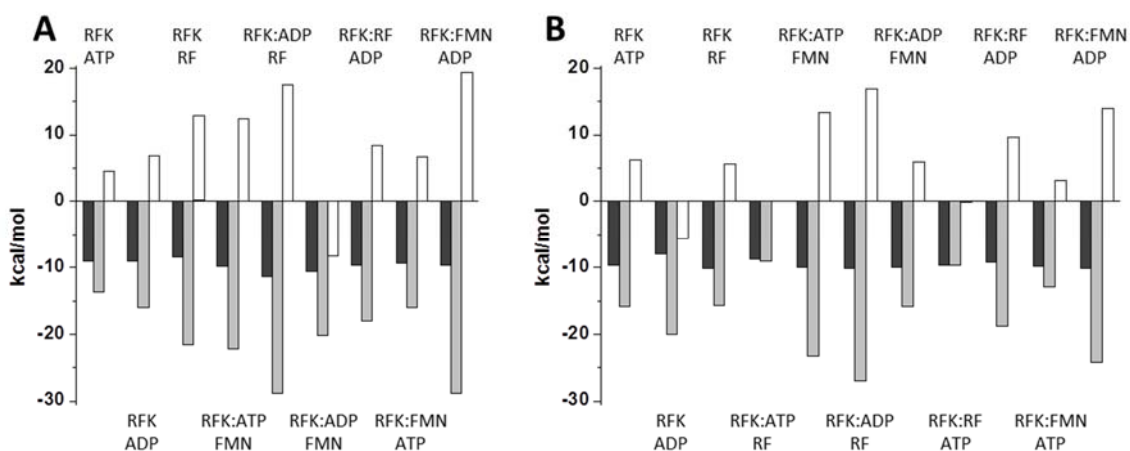 A
RFK
ATP
RFK
RF
RFK:ADP
RF
RFK:RF
ADP
RFK:FMN
ADP
20
10
0
-10
-20
-30
kcal/mol
RFK
ADP
RFK:ATP
FMN
RFK:ADP
FMN
RFK:FMN
ATP
B
RFK
ATP
RFK
RF
RFK:ATP
FMN
RFK:ADP
FMN
RFK:RF
ADP
RFK:FMN
ADP
20
10
0
-10
-20
-30
kcal/mol
RFK
ADP
RFK:ATP
RF
RFK:ADP
RF
RFK:RF
ATP
RFK:FMN
ATP